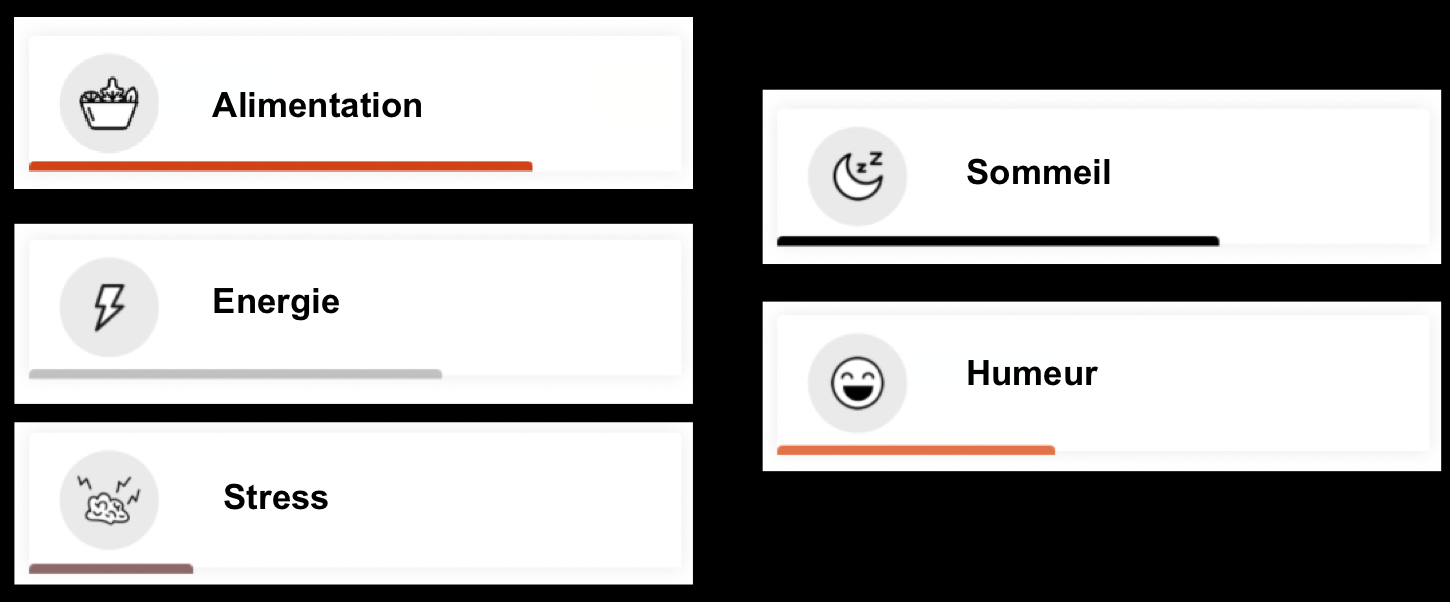 Alimentation
Energie
Stress
Sommeil
Humeur